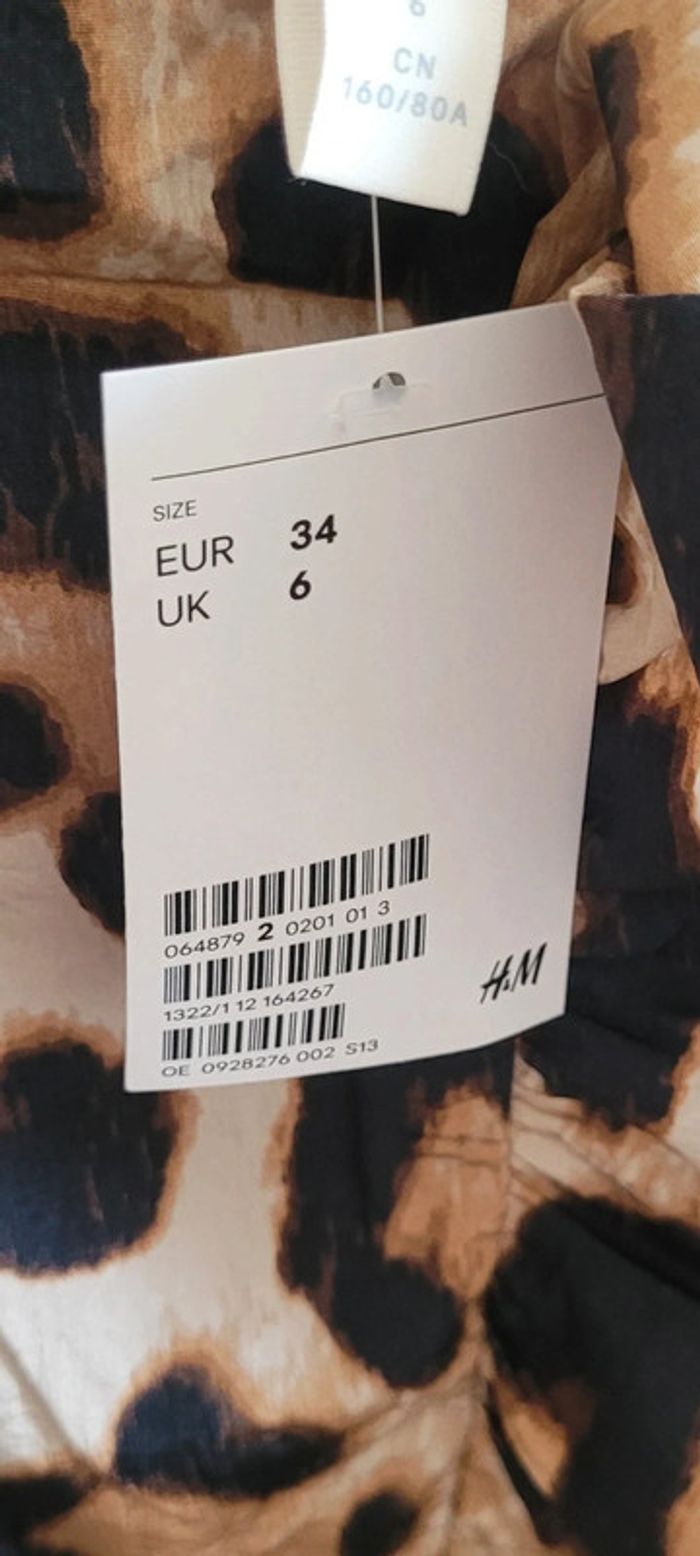 6
CN
160/80A
SIZE
EUR 34
UK 6
064879 2 0201 01 3
1322/1 12 164267
OE 0928276 002 S13
H&M